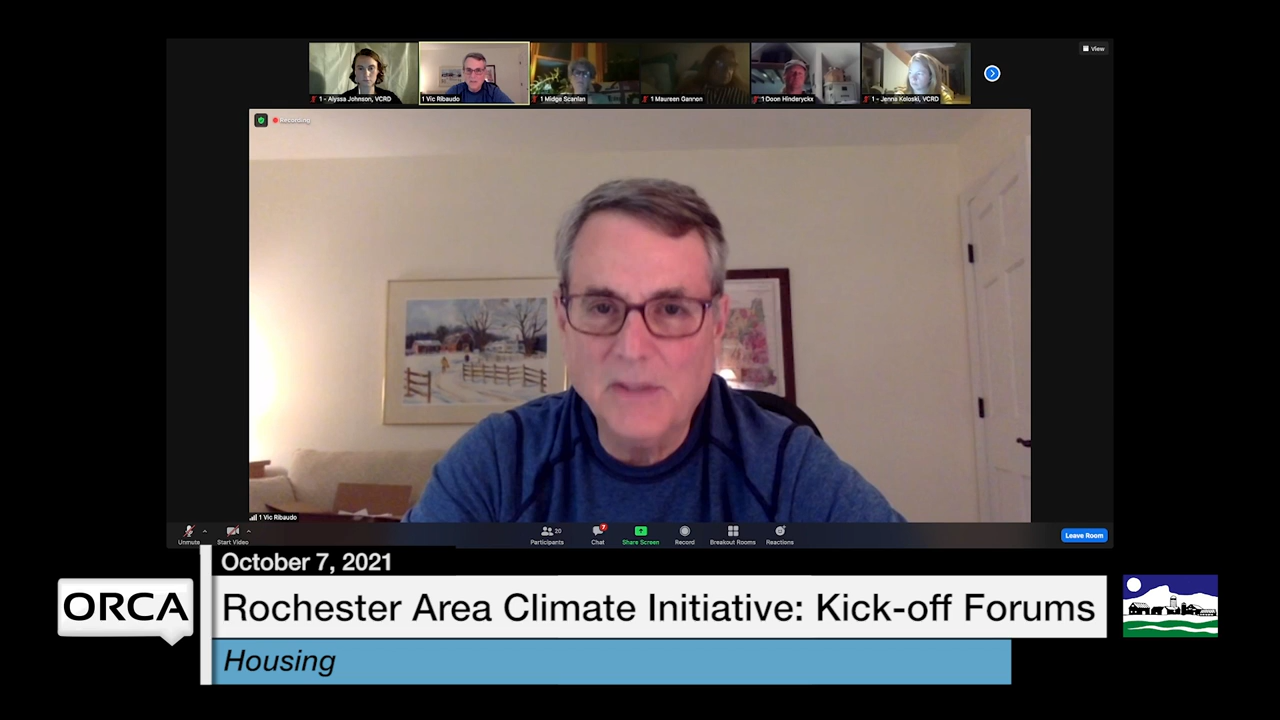 View
1 - Alyssa Johnson, VCRD
1 Vic Ribaudo
1 Midge Scanlan
1 Maureen Gannon
1 Doon Hinderyckx
1 - Jenna Koloski, VCRD
Recording
1 Vic Ribaudo
Unmute
Start Video
Participants
20
Chat
7
Share Screen
Record
Breakout Rooms
Reactions
Leave Room
October 7, 2021
ORCA
Rochester Area Climate Initiative: Kick-off Forums
Housing